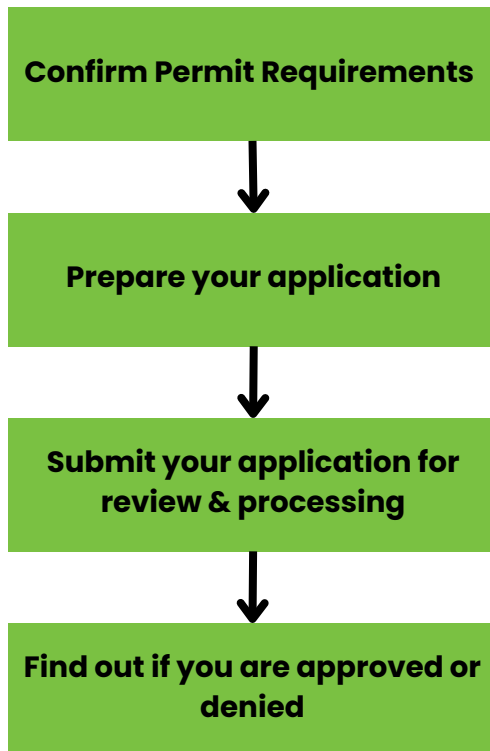 Confirm Permit Requirements
Prepare your application
Submit your application for
review & processing
Find out if you are approved or
denied